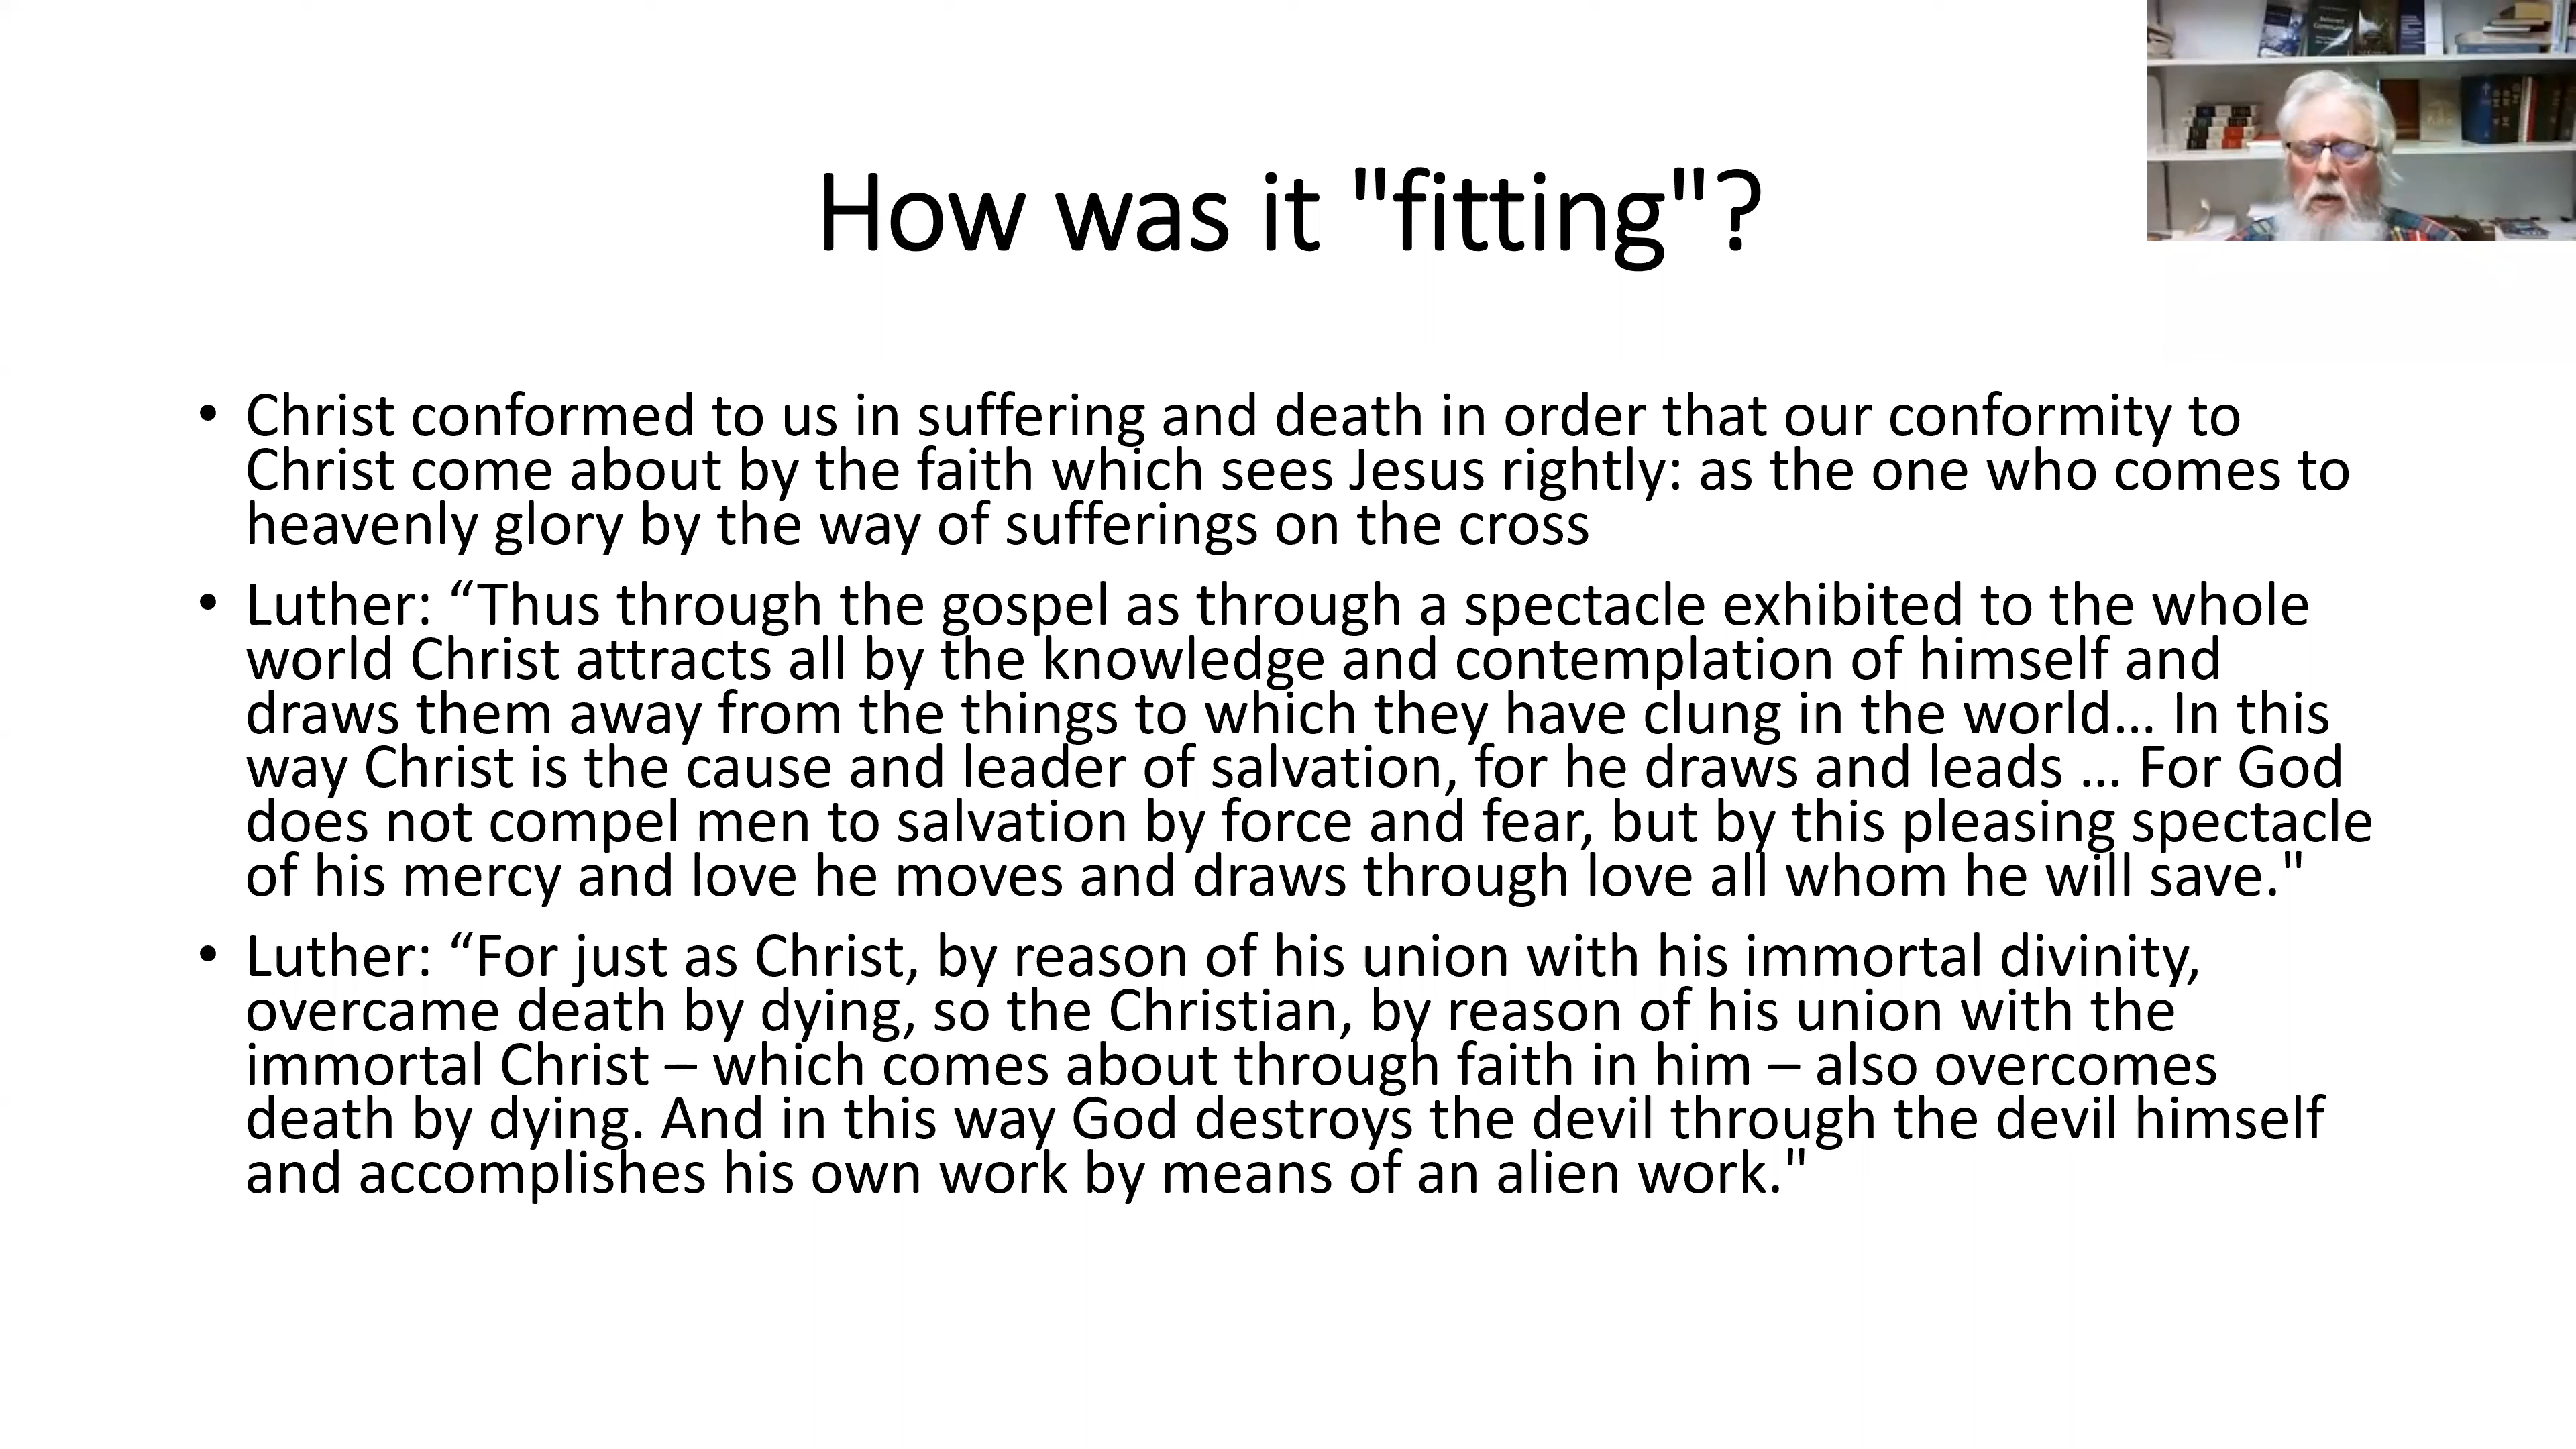 How was it "fitting"?
• Christ conformed to us in suffering and death in order that our conformity to
Christ come about by the faith which sees Jesus rightly: as the one who comes to
heavenly glory by the way of sufferings on the cross
• Luther: “Thus through the gospel as through a spectacle exhibited to the whole
world Christ attracts all by the knowledge and contemplation of himself and
draws them away from the things to which they have clung in the world… In this
way Christ is the cause and leader of salvation, for he draws and leads … For God
does not compel men to salvation by force and fear, but by this pleasing spectacle
of his mercy and love he moves and draws through love all whom he will save."
• Luther: “For just as Christ, by reason of his union with his immortal divinity,
overcame death by dying, so the Christian, by reason of his union with the
immortal Christ – which comes about through faith in him – also overcomes
death by dying. And in this way God destroys the devil through the devil himself
and accomplishes his own work by means of an alien work."